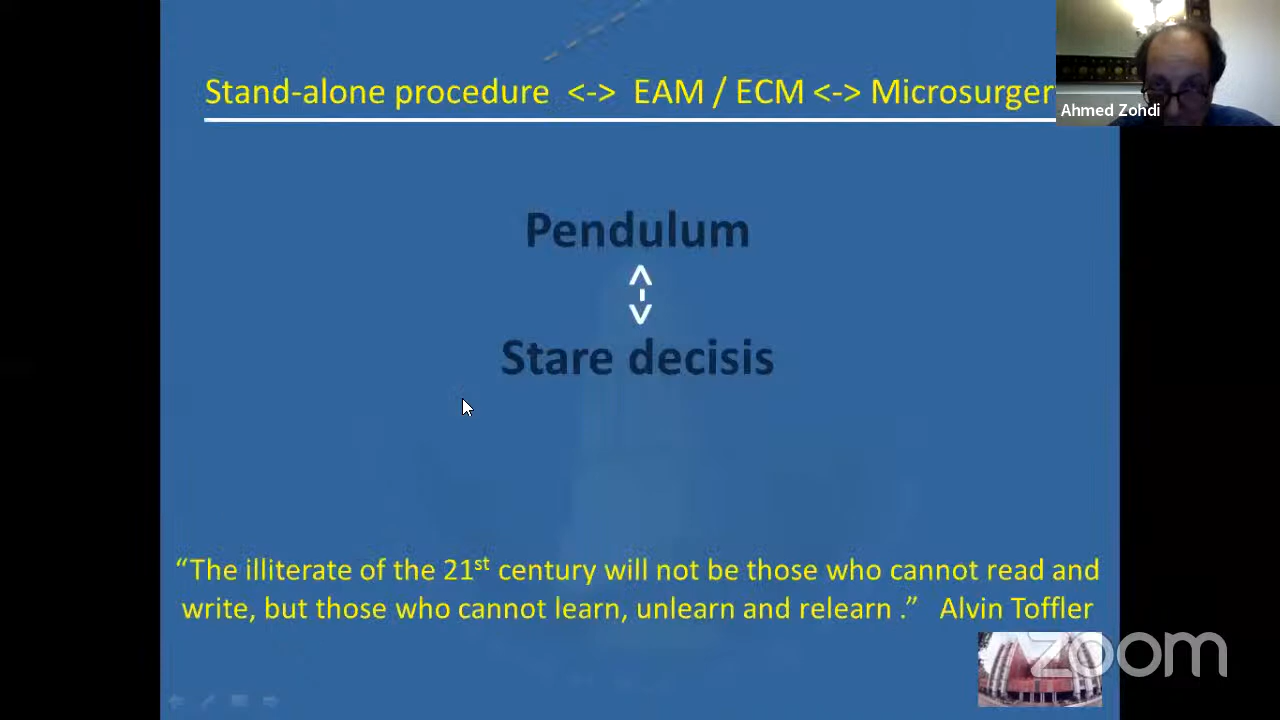 Stand-alone procedure <-> EAM / ECM <-> Microsurger
Ahmed Zohdi
Pendulum
<->
Stare decisis
“The illiterate of the 21st century will not be those who cannot read and
write, but those who cannot learn, unlearn and relearn .” Alvin Toffler
zoom